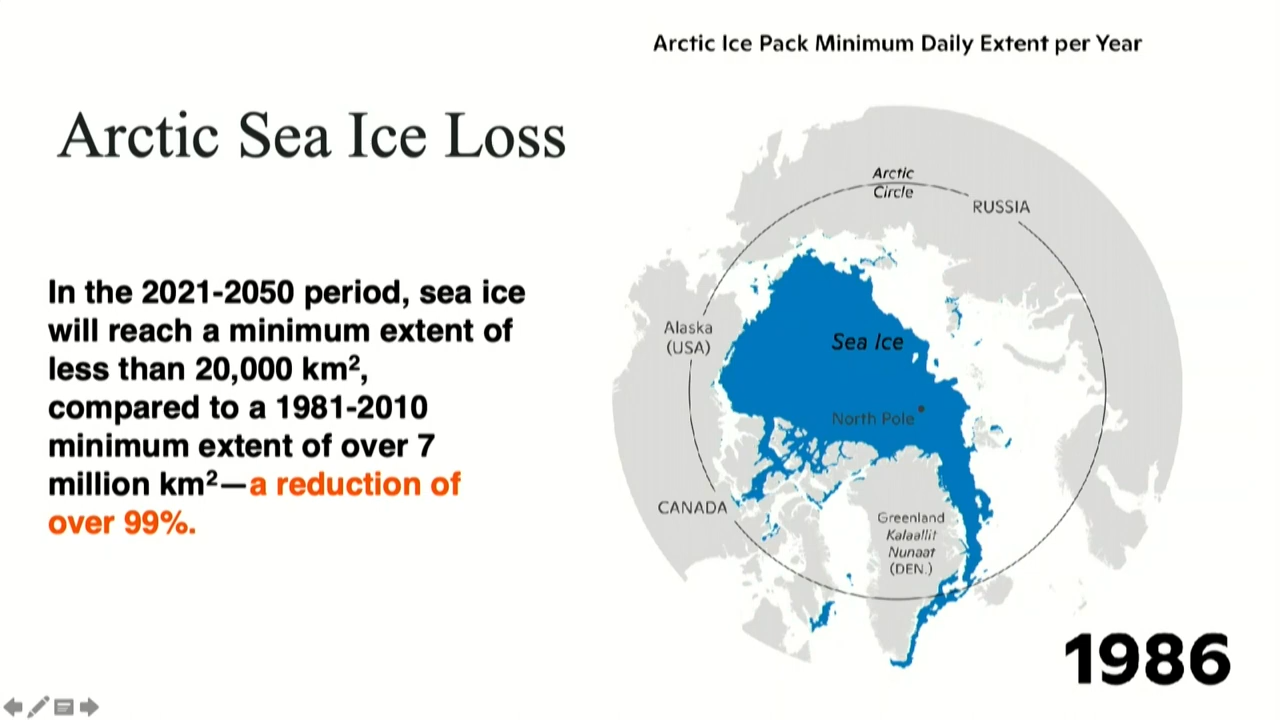 Arctic Ice Pack Minimum Daily Extent per Year
Arctic Sea Ice Loss
In the 2021-2050 period, sea ice
will reach a minimum extent of
less than 20,000 km²,
compared to a 1981-2010
minimum extent of over 7
million km²—a reduction of
over 99%.
Arctic
Circle
RUSSIA
Alaska
(USA)
Sea Ice
North Pole
CANADA
Greenland
Kalaallit
Nunaat
(DEN.)
1986